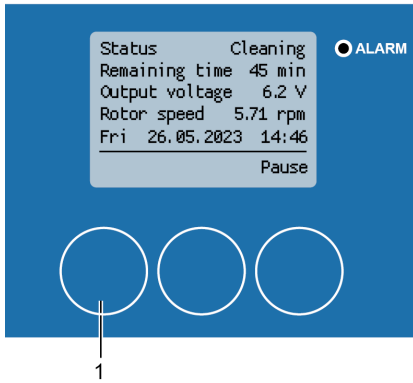 Status Cleaning
Remaining time 45 min
Output voltage 6.2 V
Rotor speed 5.71 rpm
Fri 26.05.2023 14:46
Pause
ALARM
1